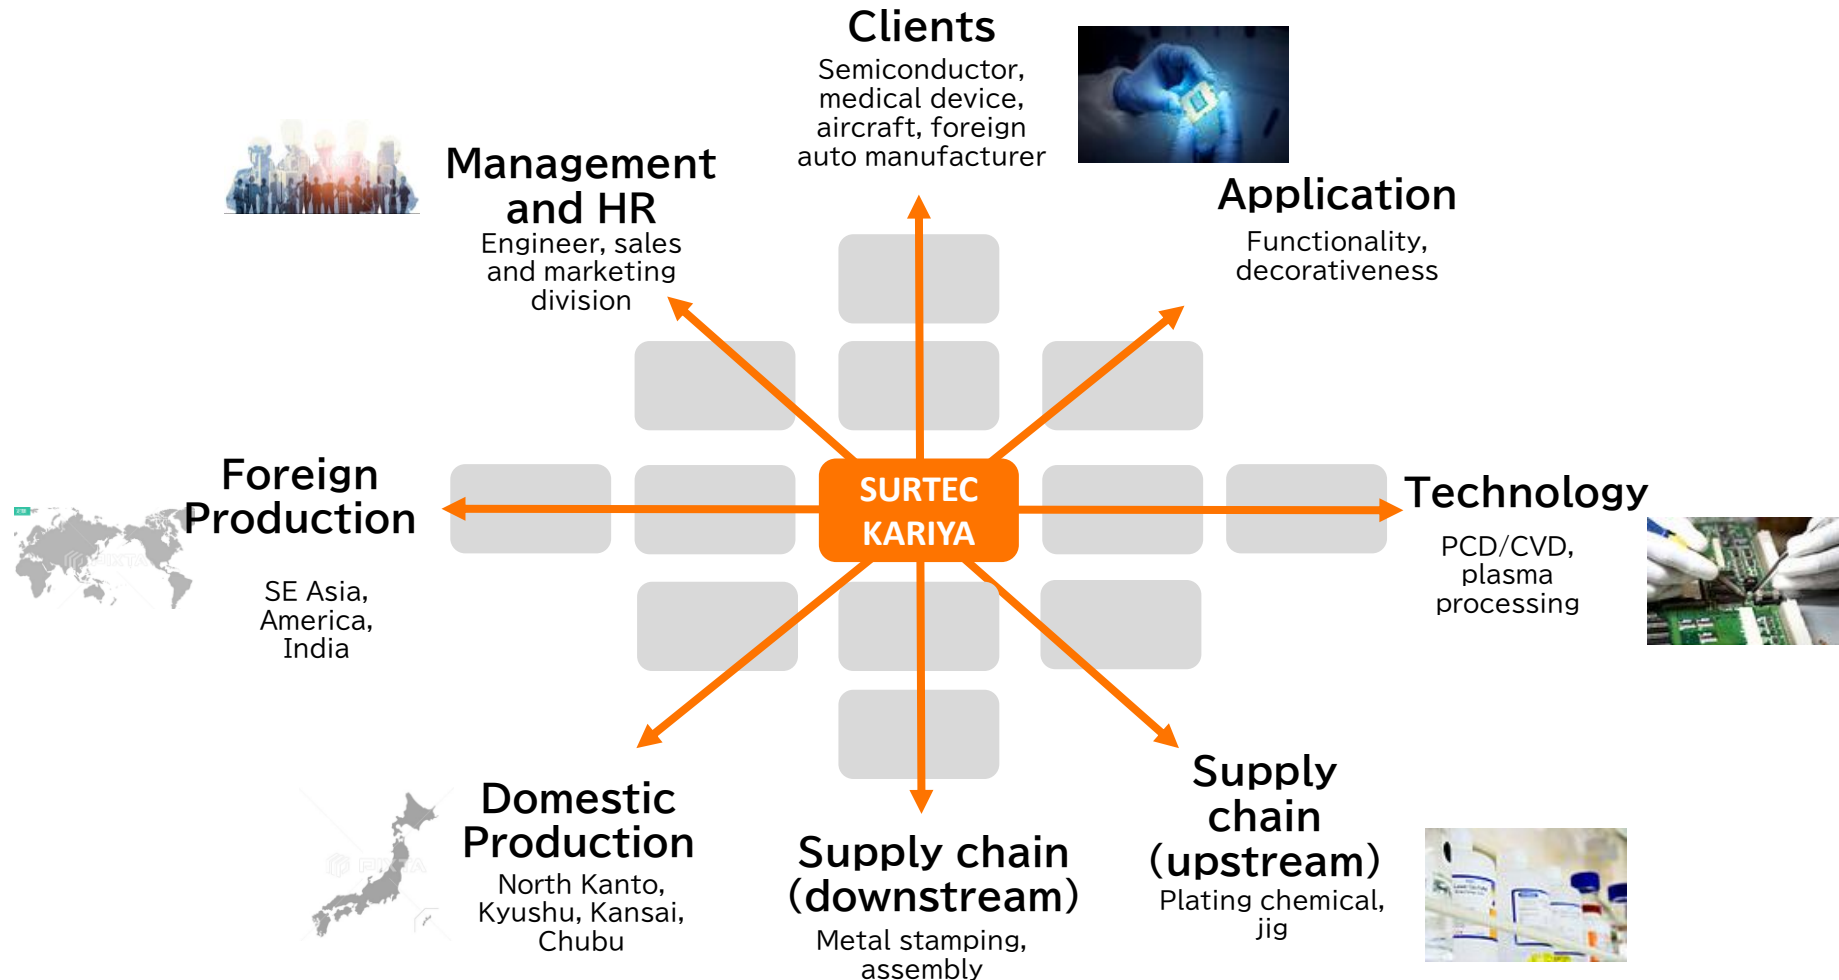 Clients
Semiconductor,
medical device,
aircraft, foreign
auto manufacturer
Management
and HR
Engineer, sales
and marketing
division
Application
Functionality,
decorativeness
Foreign
Production
SE Asia,
America,
India
SURTEC
KARIYA
Technology
PCD/CVD,
plasma
processing
Domestic
Production
North Kanto,
Kyushu, Kansai,
Chubu
Supply chain
(downstream)
Metal stamping,
assembly
Supply
chain
(upstream)
Plating chemical,
jig
PIXTA
PIXTA